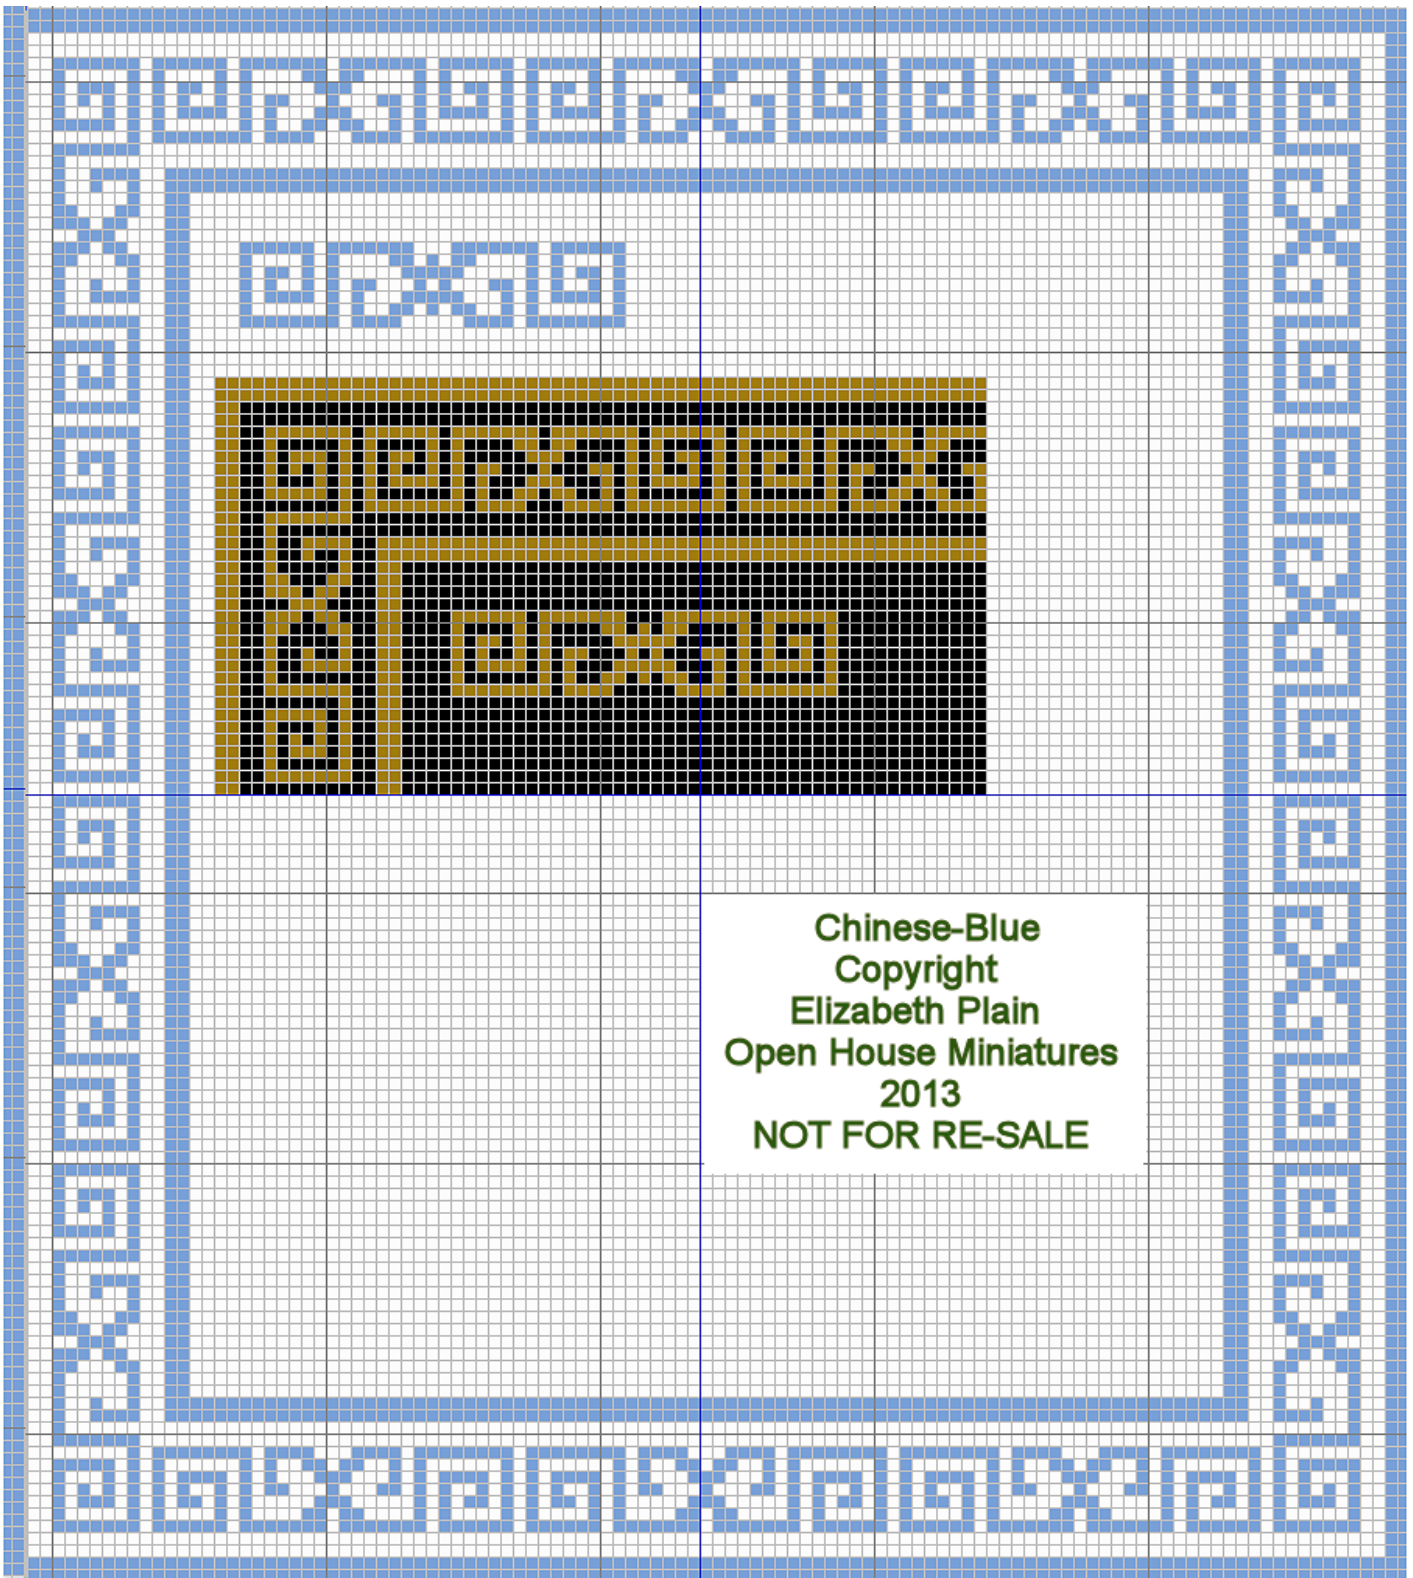 Chinese-Blue
Copyright
Elizabeth Plain
Open House Miniatures
2013
NOT FOR RE-SALE